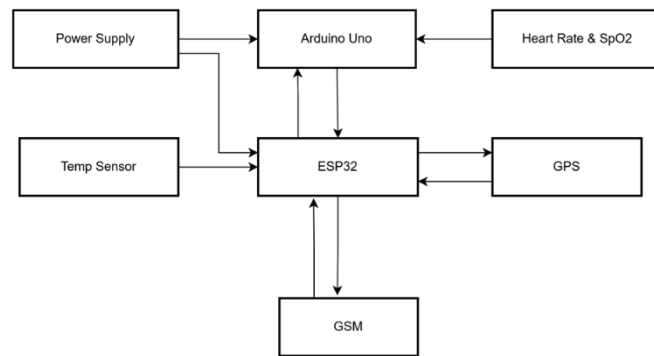 Power Supply
Arduino Uno
Heart Rate & SpO2
Temp Sensor
ESP32
GPS
GSM